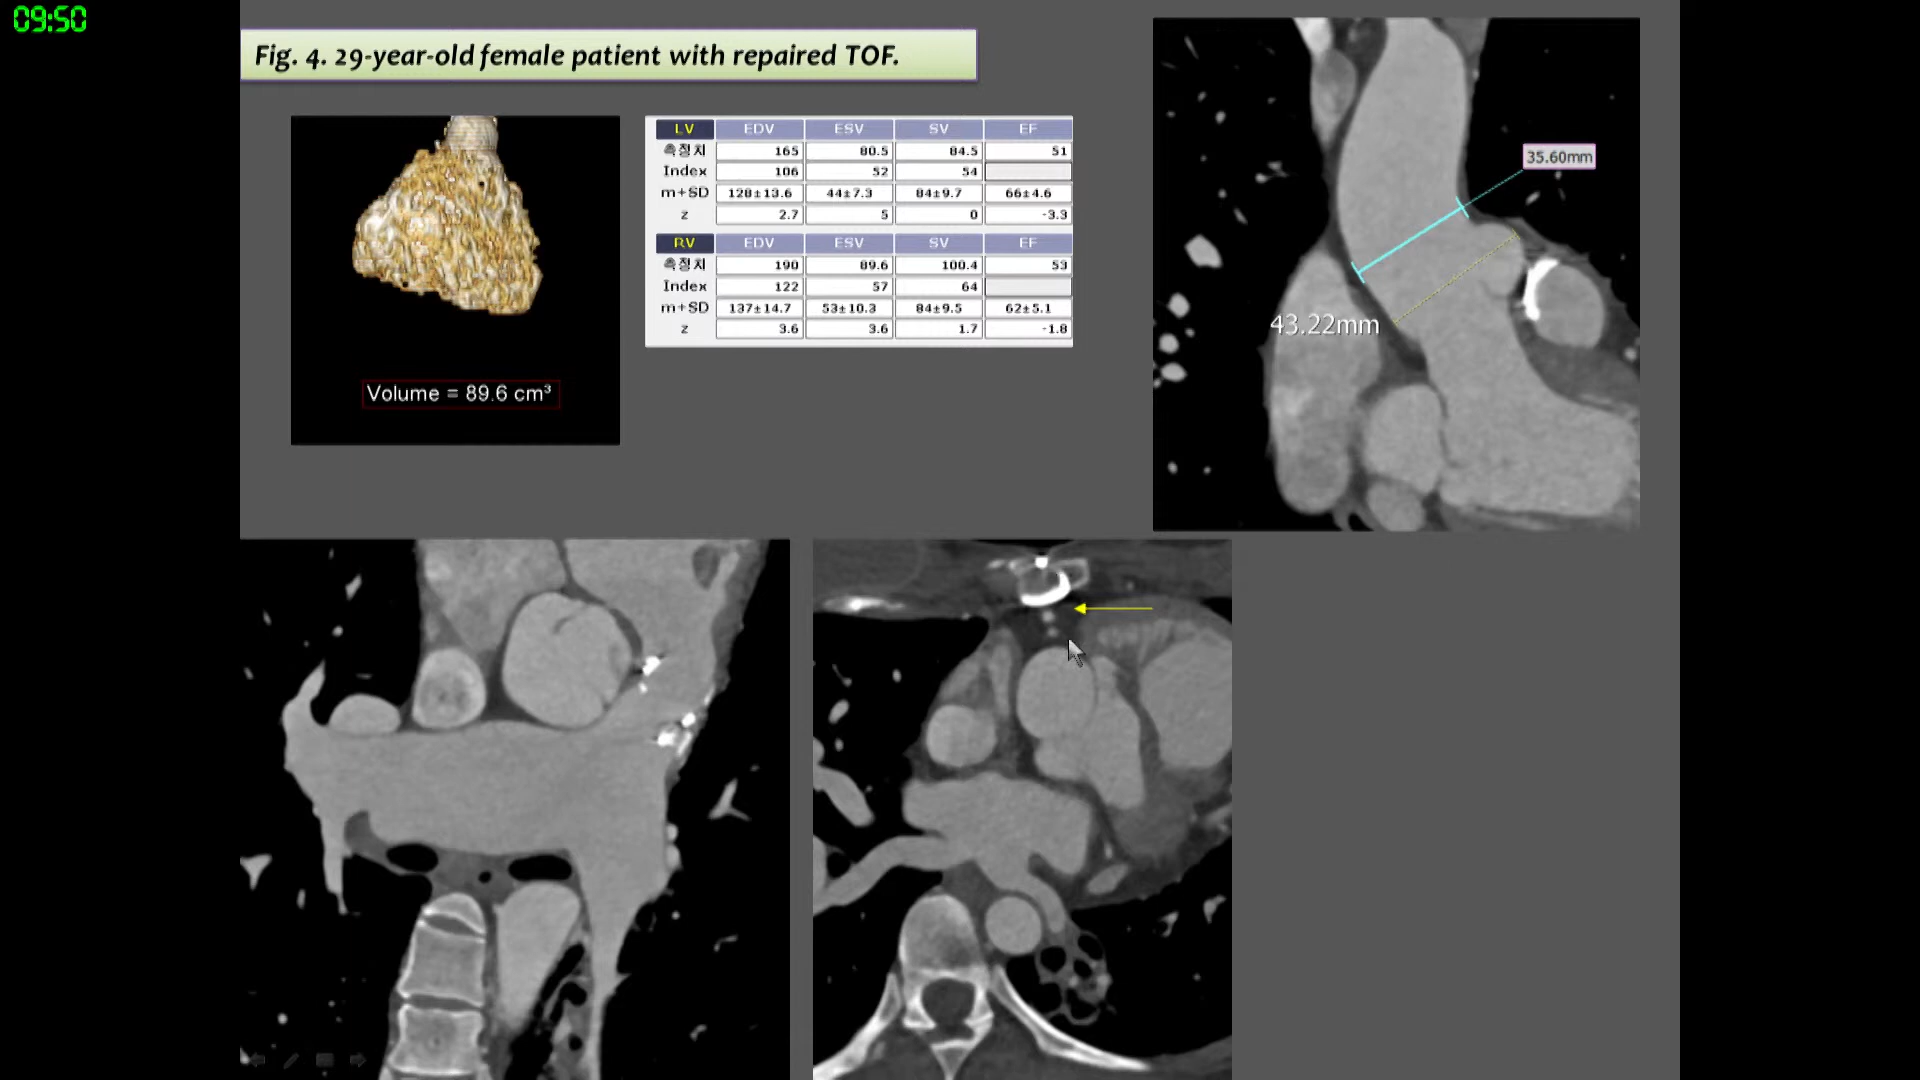 09:50
Fig. 4. 29-year-old female patient with repaired TOF.
LV EDV ESV SV EF
측정치 165 80.5 84.5 51
Index 106 52 54
m+SD 128±13.6 44±7.3 84±9.7 66±4.6
z 2.7 5 0 -3.3
RV EDV ESV SV EF
측정치 190 89.6 100.4 53
Index 122 57 64
m+SD 137±14.7 53±10.3 84±9.5 62±5.1
z 3.6 3.6 1.7 -1.8
Volume = 89.6 cm³
35.60mm
43.22mm